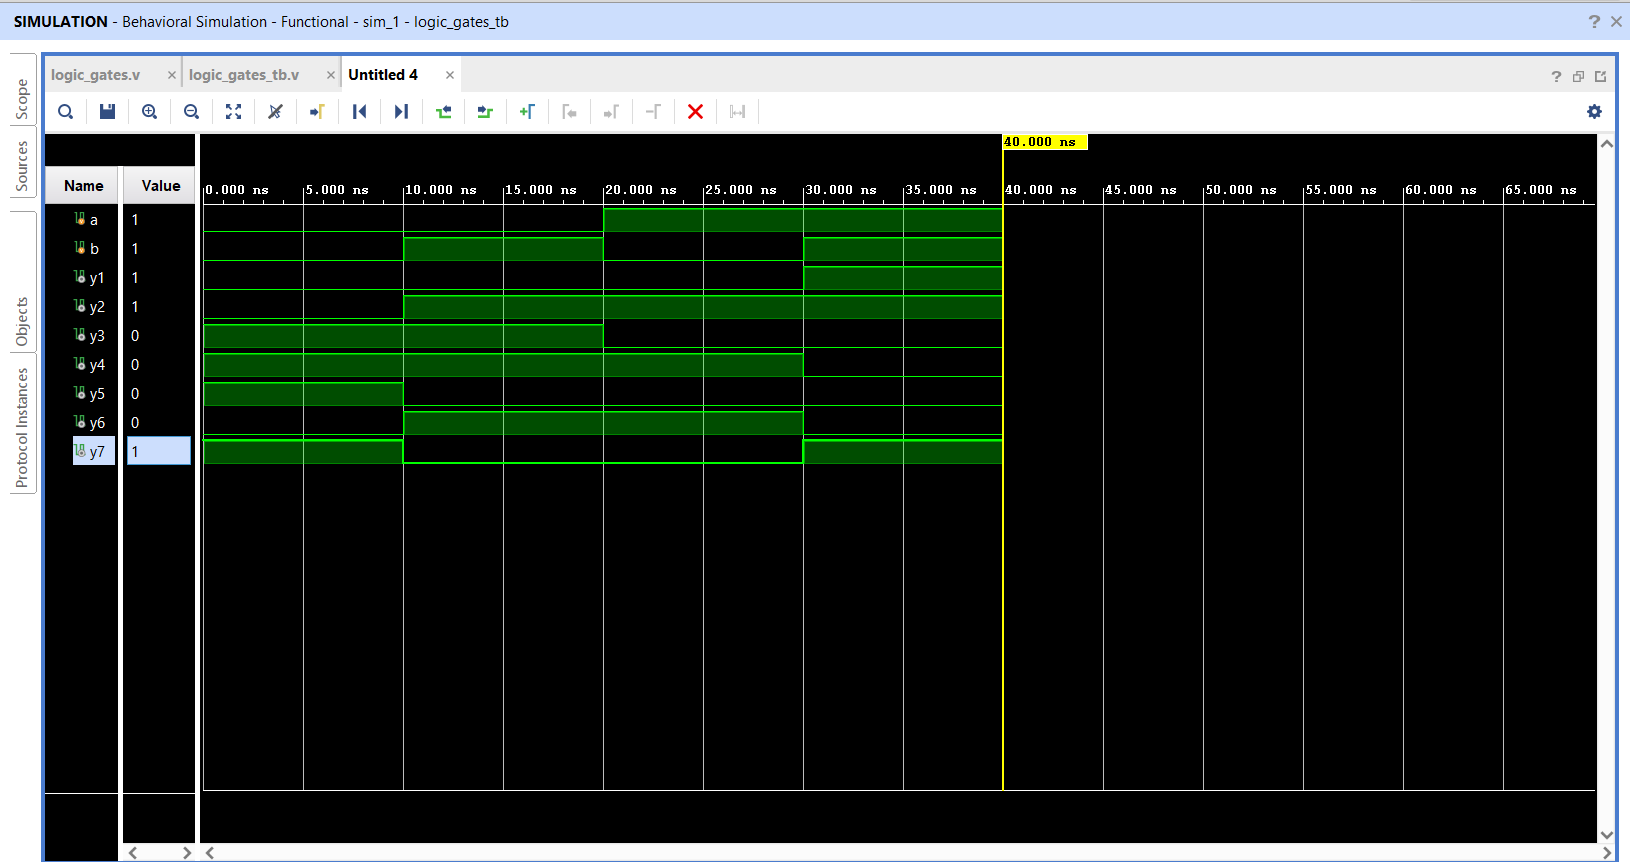 SIMULATION - Behavioral Simulation - Functional - sim_1 - logic_gates_tb
logic_gates.v
logic_gates_tb.v
Untitled 4
Scope
Sources
Objects
Protocol Instances
40.000 ns
Name Value 0.000 ns 5.000 ns 10.000 ns 15.000 ns 20.000 ns 25.000 ns 30.000 ns 35.000 ns 40.000 ns 45.000 ns 50.000 ns 55.000 ns 60.000 ns 65.000 ns
a 1
b 1
y1 1
y2 1
y3 0
y4 0
y5 0
y6 0
y7 1